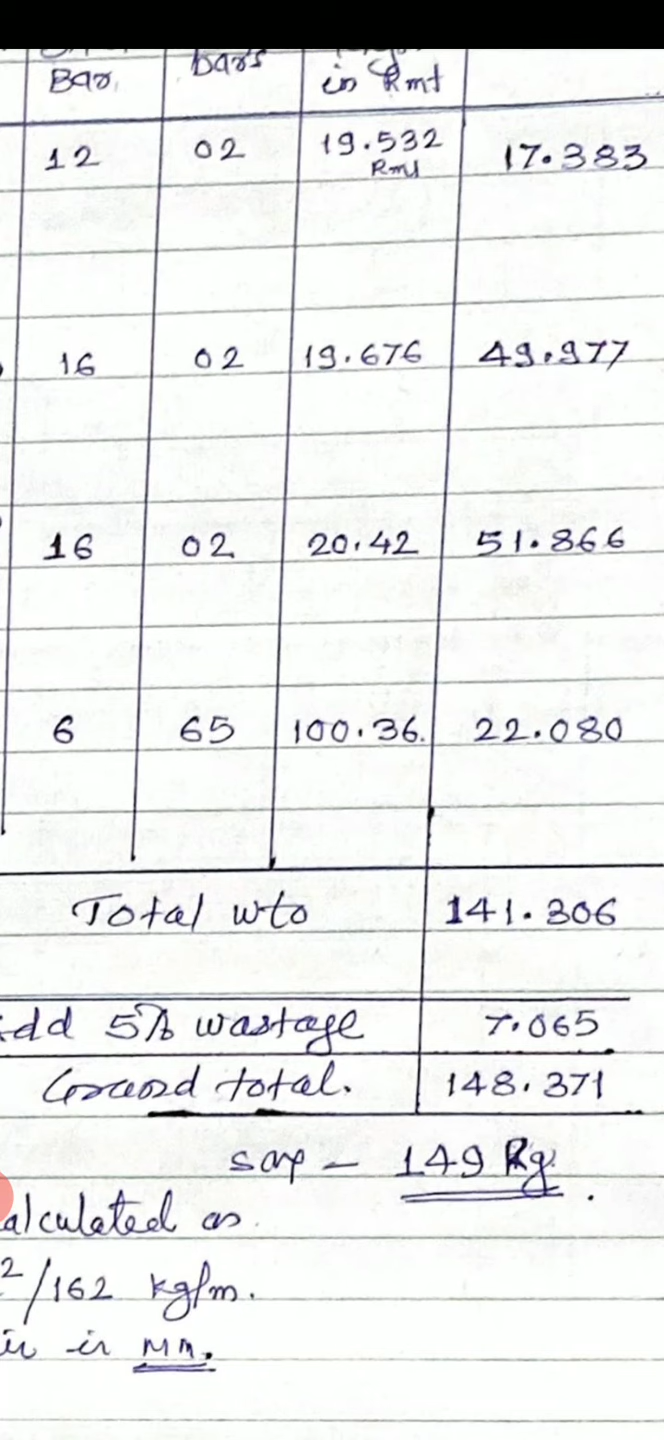 Bar, bars in Rmt
12 02 19.532 17.383
Rmt
16 02 19.676 49.977
16 02 20.42 51.866
6 65 100.36. 22.080
Total wto 141.306
dd 5% wastage 7.065
Grand total. 148.371
say - 149 Kg.
alculated as
2/162 kg/m.
in MM.